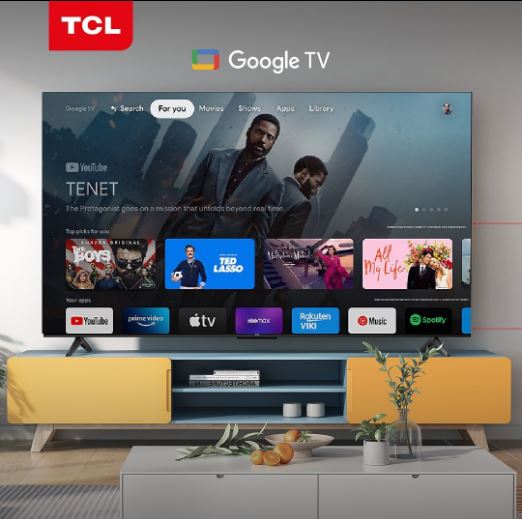 TCL
Google TV
Google TV
Search
For you
Movies
Shows
Apps
Library
YouTube
TENET
The Protagonist goes on a mission that unfolds beyond real time.
Top picks for you
AMAZON ORIGINAL
THE BOYS
TED LASSO
All My Life
Your apps
YouTube
prime video
tv
HBOmax
Rakuten VIKI
Music
Spotify
TCL